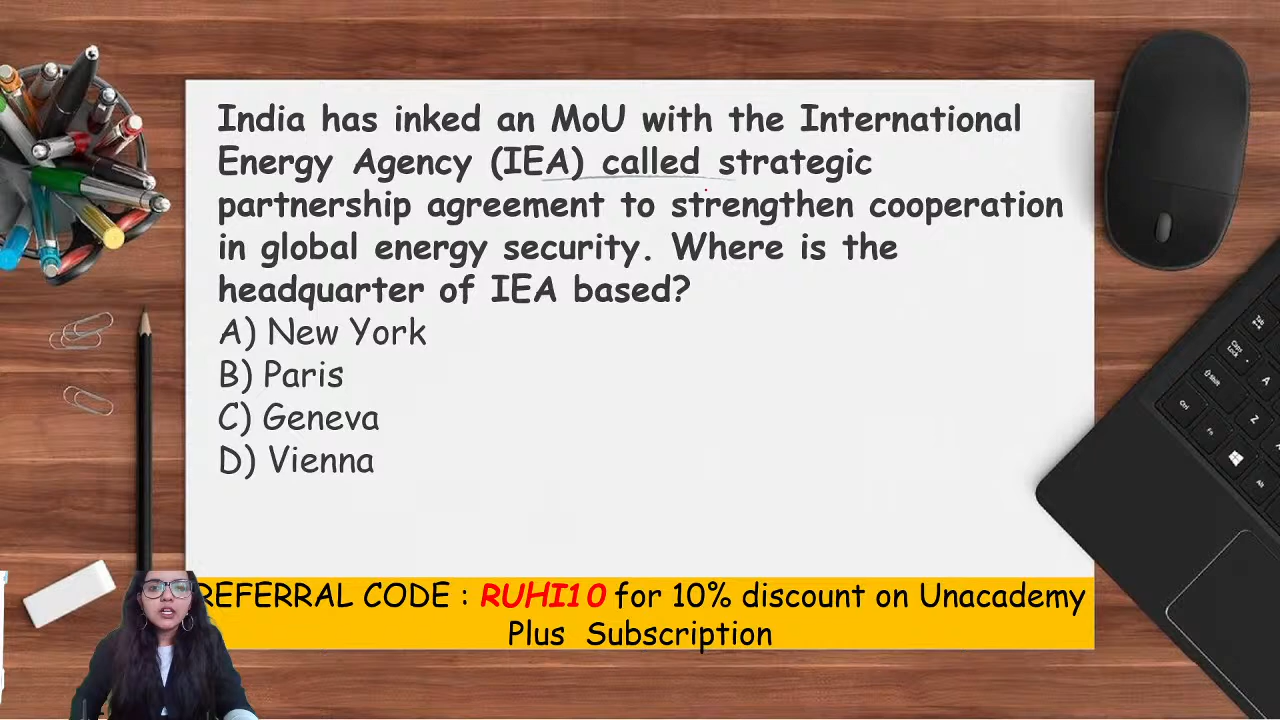 India has inked an MoU with the International
Energy Agency (IEA) called strategic
partnership agreement to strengthen cooperation
in global energy security. Where is the
headquarter of IEA based?
A) New York
B) Paris
C) Geneva
D) Vienna
REFERRAL CODE : RUHI10 for 10% discount on Unacademy
Plus Subscription